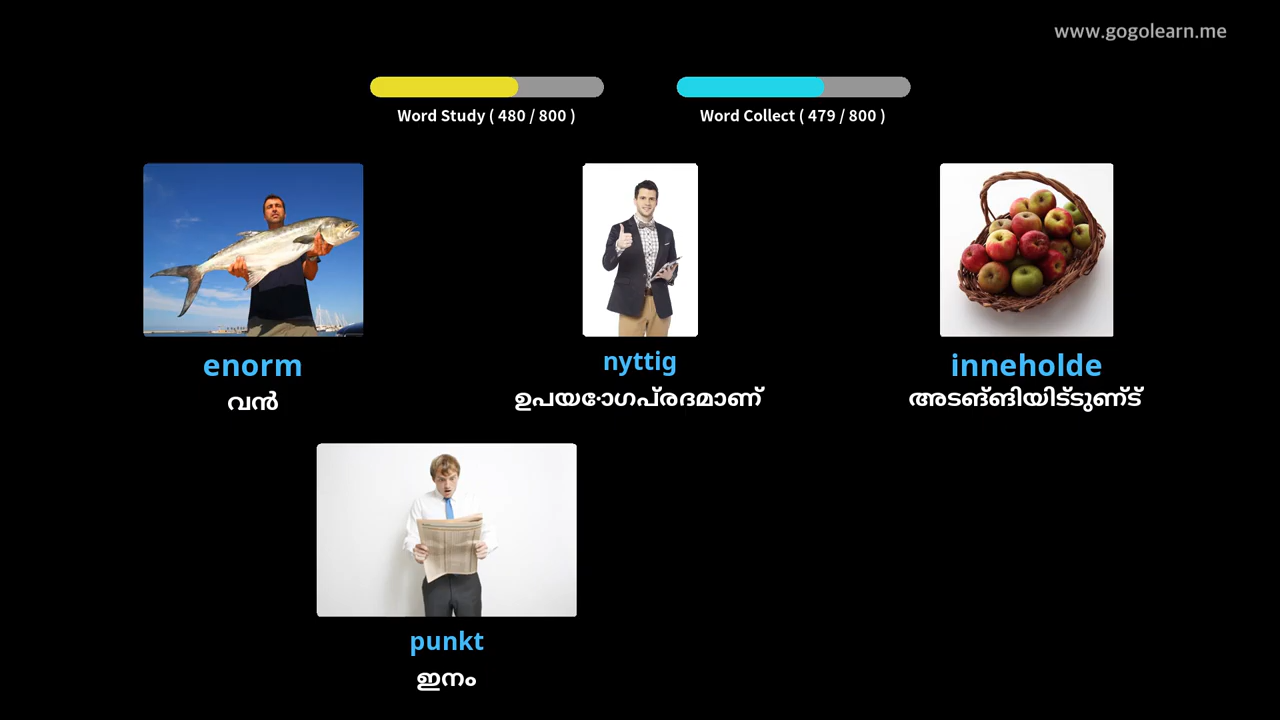 www.gogolearn.me
Word Study ( 480 / 800 )
Word Collect ( 479 / 800 )
enorm
nyttig
inneholde
വൻ
ഉപയോഗപ്രദമാണ്
അടങ്ങിയിട്ടുണ്ട്
punkt
ഇനം